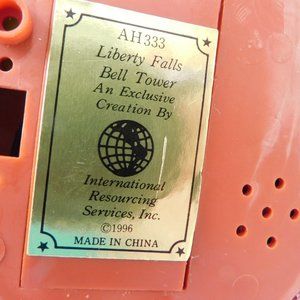 AH333
Liberty Falls
Bell Tower
An Exclusive
Creation By
International
Resourcing
Services, Inc.
©1996
MADE IN CHINA